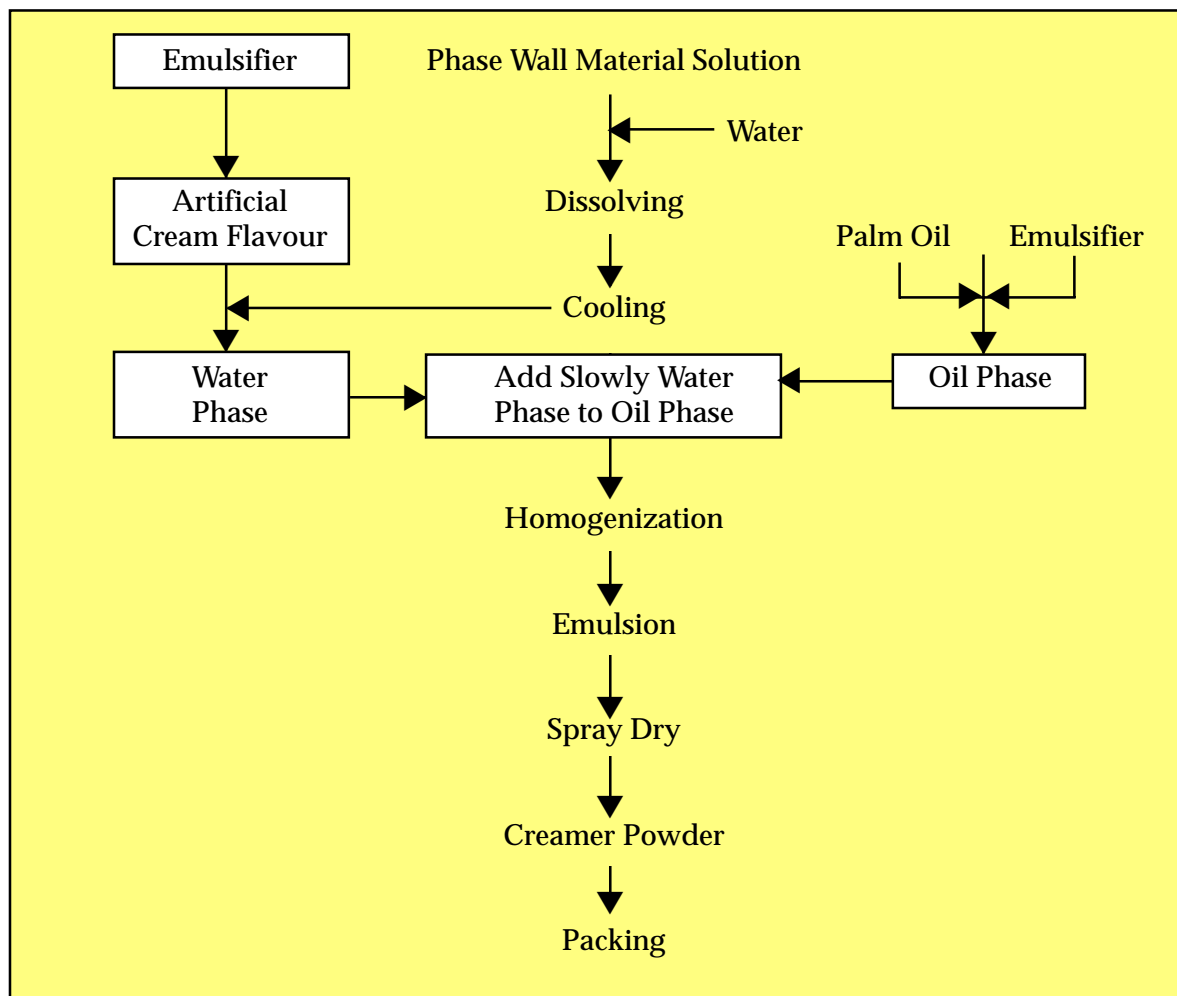 Emulsifier
Phase Wall Material Solution
Water
Artificial
Cream Flavour
Dissolving
Palm Oil
Emulsifier
Cooling
Water
Phase
Add Slowly Water
Phase to Oil Phase
Oil Phase
Homogenization
Emulsion
Spray Dry
Creamer Powder
Packing